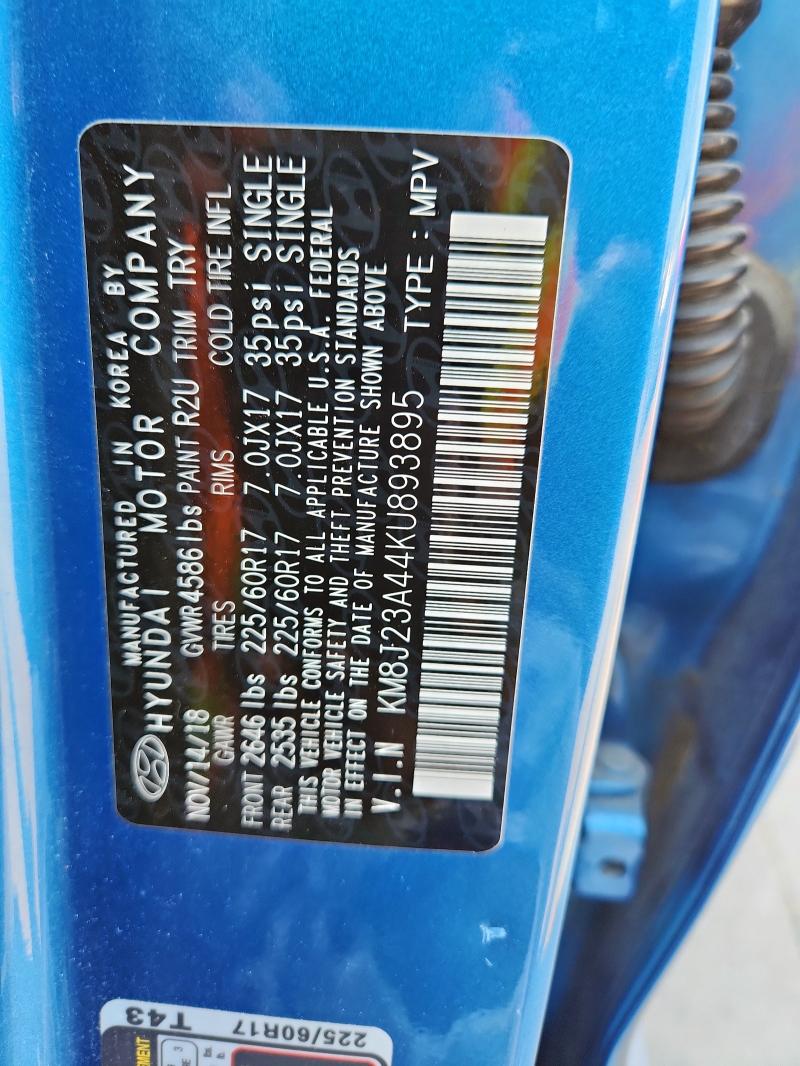 MANUFACTURED IN KOREA BY
HYUNDAI MOTOR COMPANY
NOV/14/18 GVWR 4586 lbs PAINT R2U TRIM TRY
GAWR TIRES RMS COLD TIRE INFL
FRONT 2646 lbs 225/60R17 7.0JX17 35psi SINGLE
REAR 2535 lbs 225/60R17 7.0JX17 35psi SINGLE
THIS VEHICLE CONFORMS TO ALL APPLICABLE U.S.A. FEDERAL
MOTOR VEHICLE SAFETY AND THEFT PREVENTION STANDARDS
IN EFFECT ON THE DATE OF MANUFACTURE SHOWN ABOVE
V.I.N KM8J23A44KU893895 TYPE : MPV
T43
225/60R17